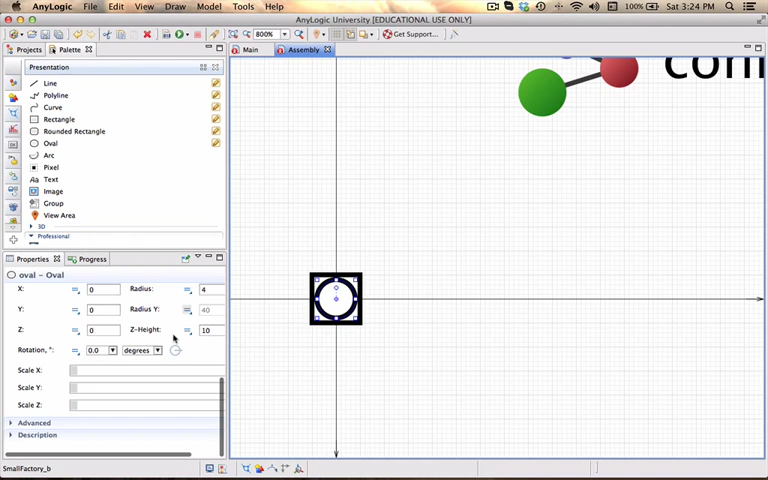 AnyLogic File Edit View Draw Model Tools Help 100% Sat 3:24 PM
AnyLogic University [EDUCATIONAL USE ONLY]
800% Get Support...
Projects Palette Main Assembly
Presentation
Line
Polyline
Curve
Rectangle
Rounded Rectangle
Oval
Arc
Pixel
Text
Image
Group
View Area
3D
Professional
com
Properties Progress
oval – Oval
X: 0 Radius: 4
Y: 0 Radius Y: 40
Z: 0 Z-Height: 10
Rotation, °: 0.0 degrees
Scale X:
Scale Y:
Scale Z:
Advanced
Description
SmallFactory_b